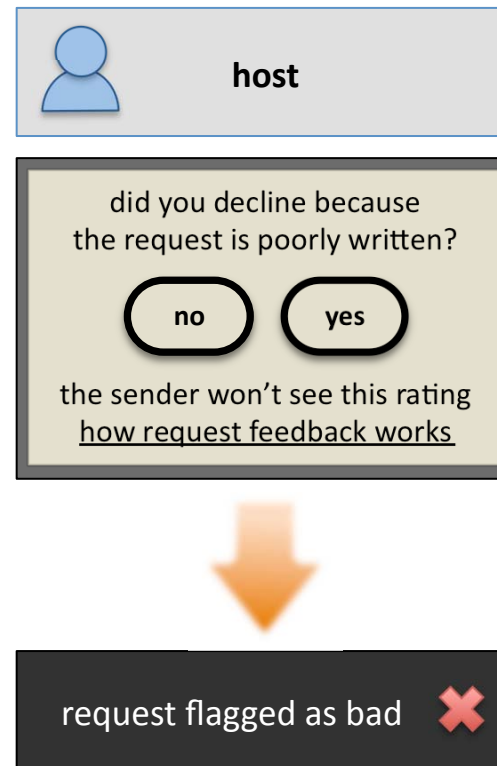 host
did you decline because
the request is poorly written?
no yes
the sender won’t see this rating
how request feedback works
request flagged as bad